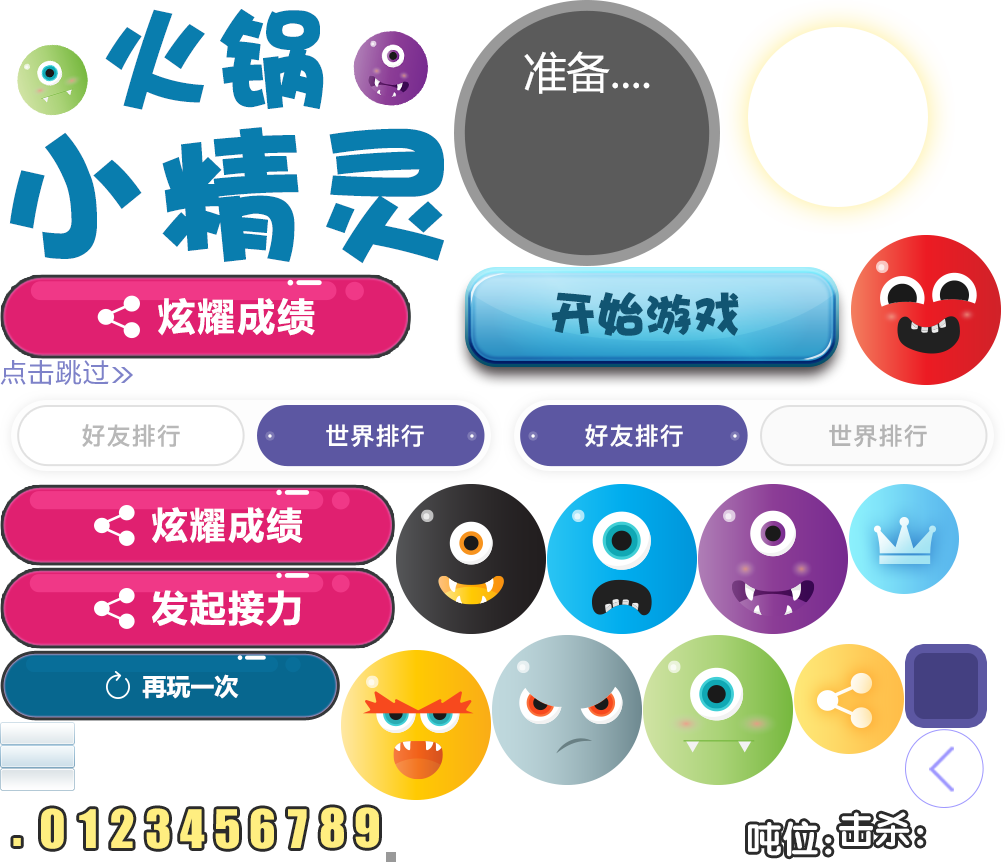 火锅
小精灵
准备....
炫耀成绩
开始游戏
点击跳过>>
好友排行
世界排行
好友排行
世界排行
炫耀成绩
发起接力
再玩一次
.0123456789
吨位:
击杀: